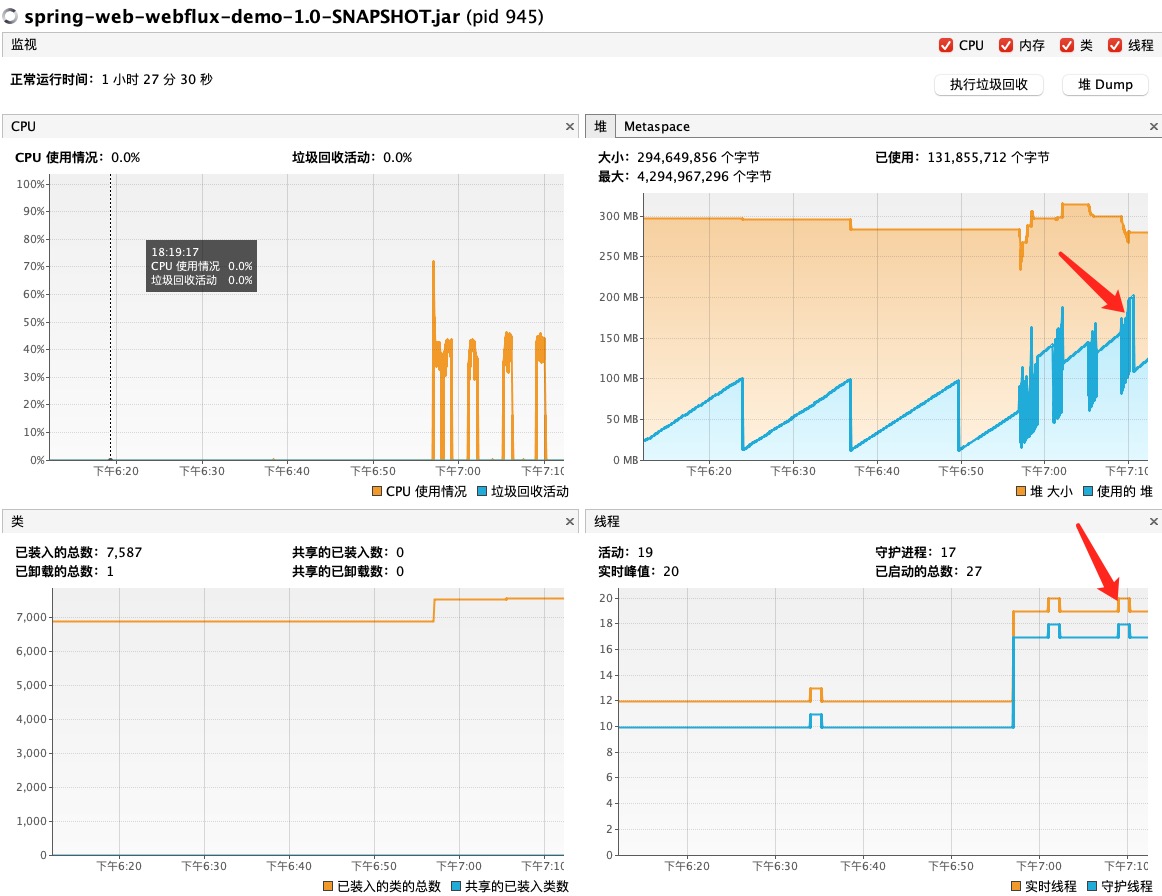 spring-web-webflux-demo-1.0-SNAPSHOT.jar (pid 945)
监视
CPU 内存 类 线程
正常运行时间：1 小时 27 分 30 秒
执行垃圾回收 堆 Dump
CPU
CPU 使用情况：0.0% 垃圾回收活动：0.0%
100%
90%
80%
70%
60%
50%
40%
30%
20%
10%
0%
18:19:17
CPU 使用情况 0.0%
垃圾回收活动 0.0%
下午6:20 下午6:30 下午6:40 下午6:50 下午7:00 下午7:10
CPU 使用情况 垃圾回收活动
堆 Metaspace
大小：294,649,856 个字节 已使用：131,855,712 个字节
最大：4,294,967,296 个字节
300 MB
250 MB
200 MB
150 MB
100 MB
50 MB
0 MB
下午6:20 下午6:30 下午6:40 下午6:50 下午7:00 下午7:10
堆 大小 使用的 堆
类
已装入的总数：7,587 共享的已装入数：0
已卸载的总数：1 共享的已卸载数：0
7,000
6,000
5,000
4,000
3,000
2,000
1,000
0
下午6:20 下午6:30 下午6:40 下午6:50 下午7:00 下午7:10
已装入的类的总数 共享的已装入类数
线程
活动：19 守护进程：17
实时峰值：20 已启动的总数：27
20
18
16
14
12
10
8
6
4
2
0
下午6:20 下午6:30 下午6:40 下午6:50 下午7:00 下午7:10
实时线程 守护线程